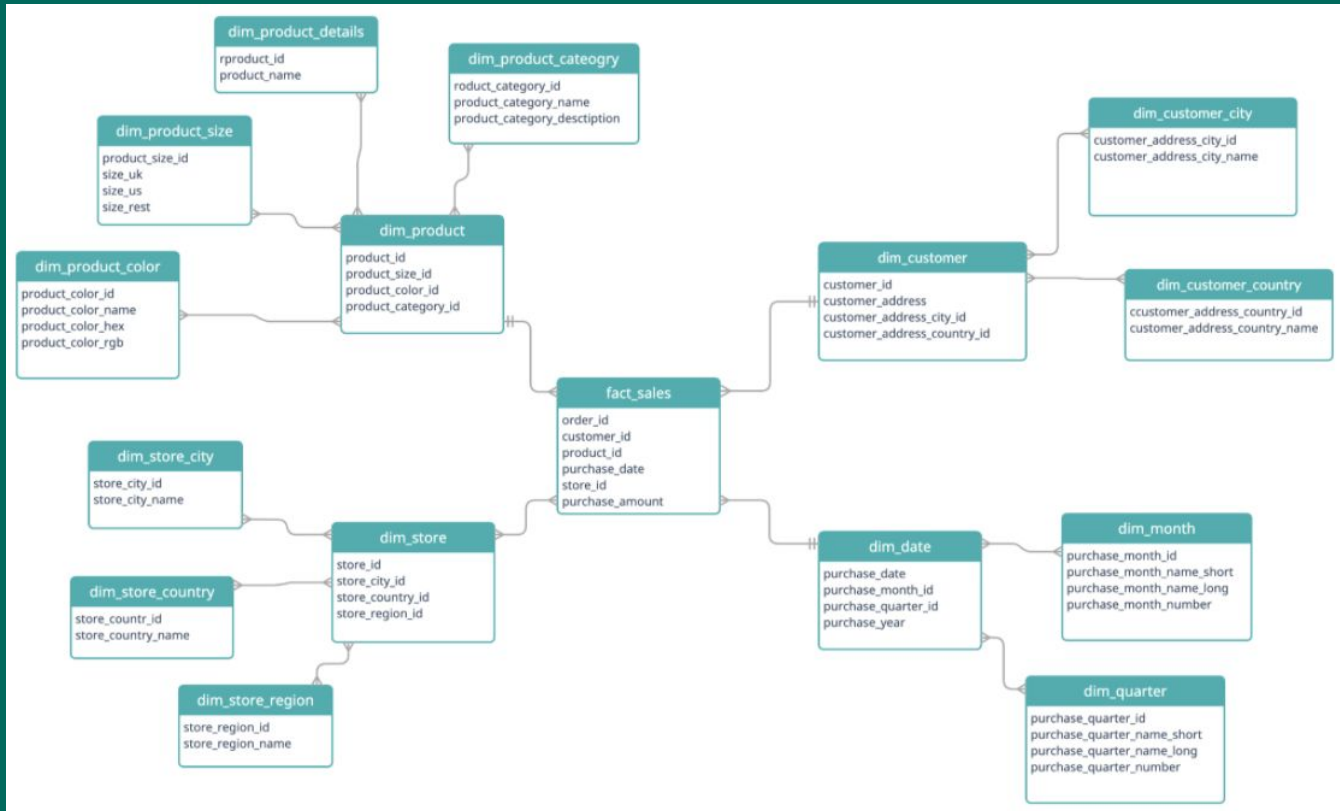 dim_product_details
rproduct_id
product_name
dim_product_cateogry
roduct_category_id
product_category_name
product_category_desctiption
dim_product_size
product_size_id
size_uk
size_us
size_rest
dim_product_color
product_color_id
product_color_name
product_color_hex
product_color_rgb
dim_product
product_id
product_size_id
product_color_id
product_category_id
dim_customer_city
customer_address_city_id
customer_address_city_name
dim_customer
customer_id
customer_address
customer_address_city_id
customer_address_country_id
dim_customer_country
ccustomer_address_country_id
customer_address_country_name
fact_sales
order_id
customer_id
product_id
purchase_date
store_id
purchase_amount
dim_store_city
store_city_id
store_city_name
dim_store
store_id
store_city_id
store_country_id
store_region_id
dim_store_country
store_countr_id
store_country_name
dim_store_region
store_region_id
store_region_name
dim_date
purchase_date
purchase_month_id
purchase_quarter_id
purchase_year
dim_month
purchase_month_id
purchase_month_name_short
purchase_month_name_long
purchase_month_number
dim_quarter
purchase_quarter_id
purchase_quarter_name_short
purchase_quarter_name_long
purchase_quarter_number